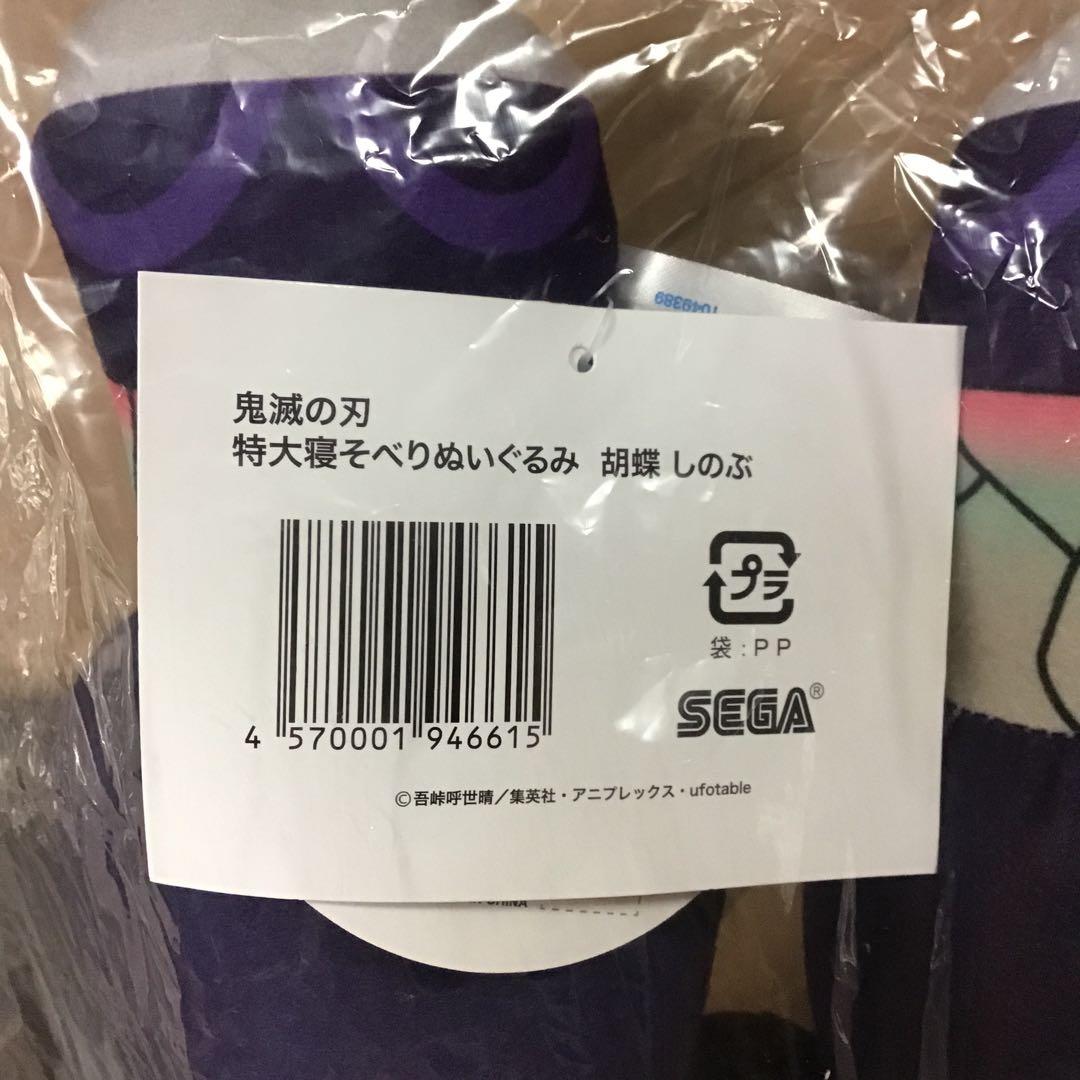 1049389
鬼滅の刃
特大寝そべりぬいぐるみ 胡蝶 しのぶ
プラ
袋 : PP
SEGA®
4 570001 946615
©吾峠呼世晴／集英社・アニプレックス・ufotable
CHINA